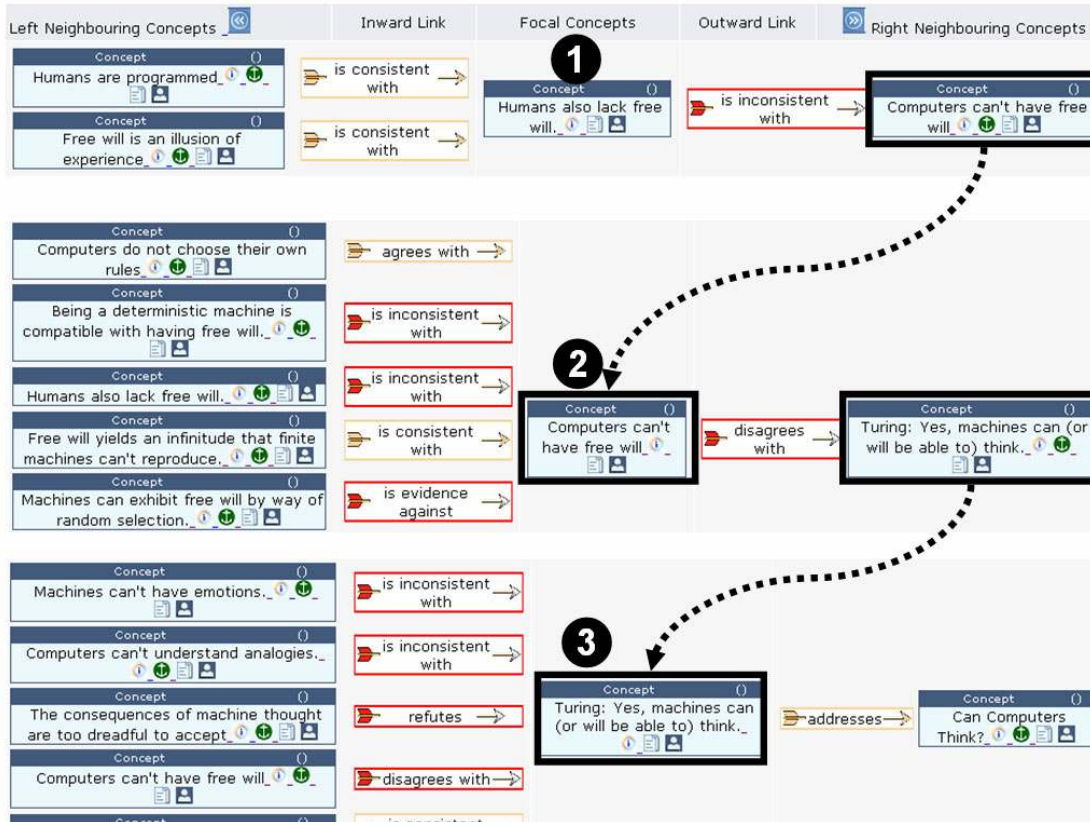 Left Neighbouring Concepts
Inward Link
Focal Concepts
Outward Link
Right Neighbouring Concepts
1
Concept ()
Humans are programmed
is consistent
with
Concept ()
Humans also lack free
will.
is inconsistent
with
Concept ()
Computers can't have free
will
Concept ()
Free will is an illusion of
experience
is consistent
with
Concept ()
Computers do not choose their own
rules
agrees with
Concept ()
Being a deterministic machine is
compatible with having free will.
is inconsistent
with
Concept ()
Humans also lack free will.
is inconsistent
with
Concept ()
Free will yields an infinitude that finite
machines can't reproduce.
is consistent
with
Concept ()
Machines can exhibit free will by way of
random selection.
is evidence
against
2
Concept ()
Computers can't
have free will
disagrees
with
Concept ()
Turing: Yes, machines can (or
will be able to) think.
Concept ()
Machines can't have emotions.
is inconsistent
with
Concept ()
Computers can't understand analogies.
is inconsistent
with
Concept ()
The consequences of machine thought
are too dreadful to accept
refutes
Concept ()
Computers can't have free will
disagrees with
3
Concept ()
Turing: Yes, machines can
(or will be able to) think.
addresses
Concept ()
Can Computers
Think?
Concept ()
is consistent